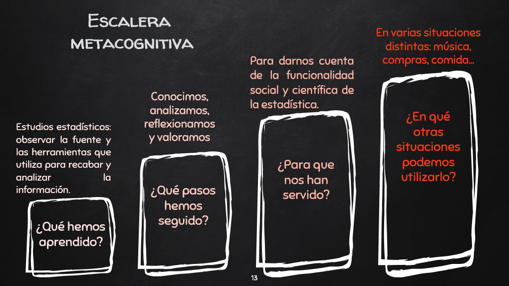 Escalera
metacognitiva
Estudios estadísticos:
observar la fuente y
las herramientas que
utiliza para recabar y
analizar la
información.
¿Qué hemos
aprendido?
Conocimos,
analizamos,
reflexionamos
y valoramos
¿Qué pasos
hemos
seguido?
Para darnos cuenta
de la funcionalidad
social y científica de
la estadística.
¿Para que
nos han
servido?
En varias situaciones
distintas: música,
compras, comida...
¿En qué
otras
situaciones
podemos
utilizarlo?
13